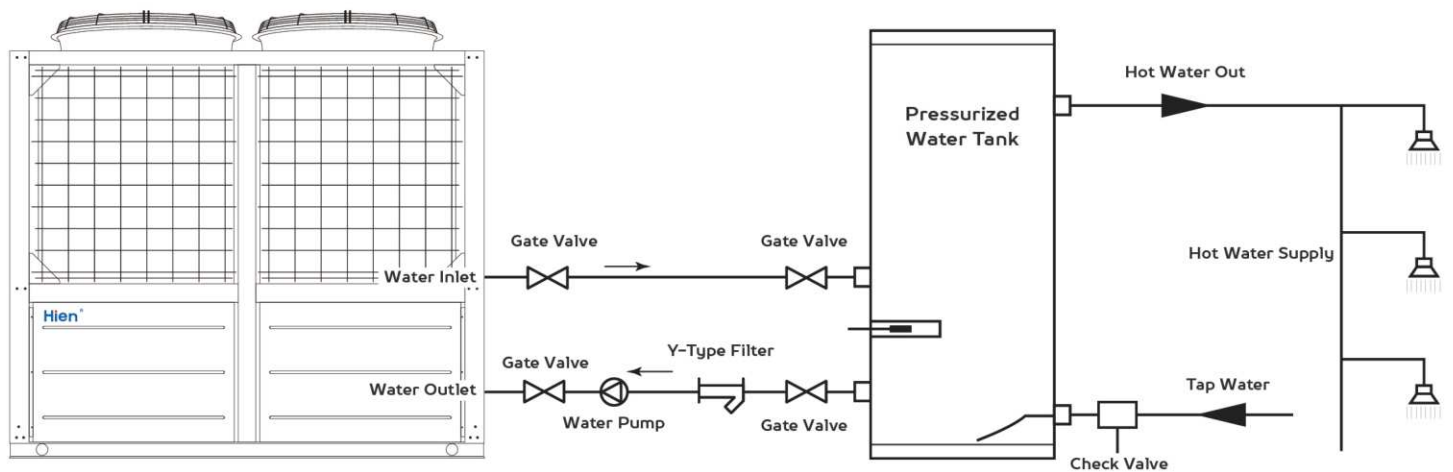 Hot Water Out
Pressurized
Water Tank
Gate Valve
Gate Valve
Hot Water Supply
Water Inlet
Hien®
Gate Valve
Y-Type Filter
Water Outlet
Tap Water
Water Pump
Gate Valve
Check Valve